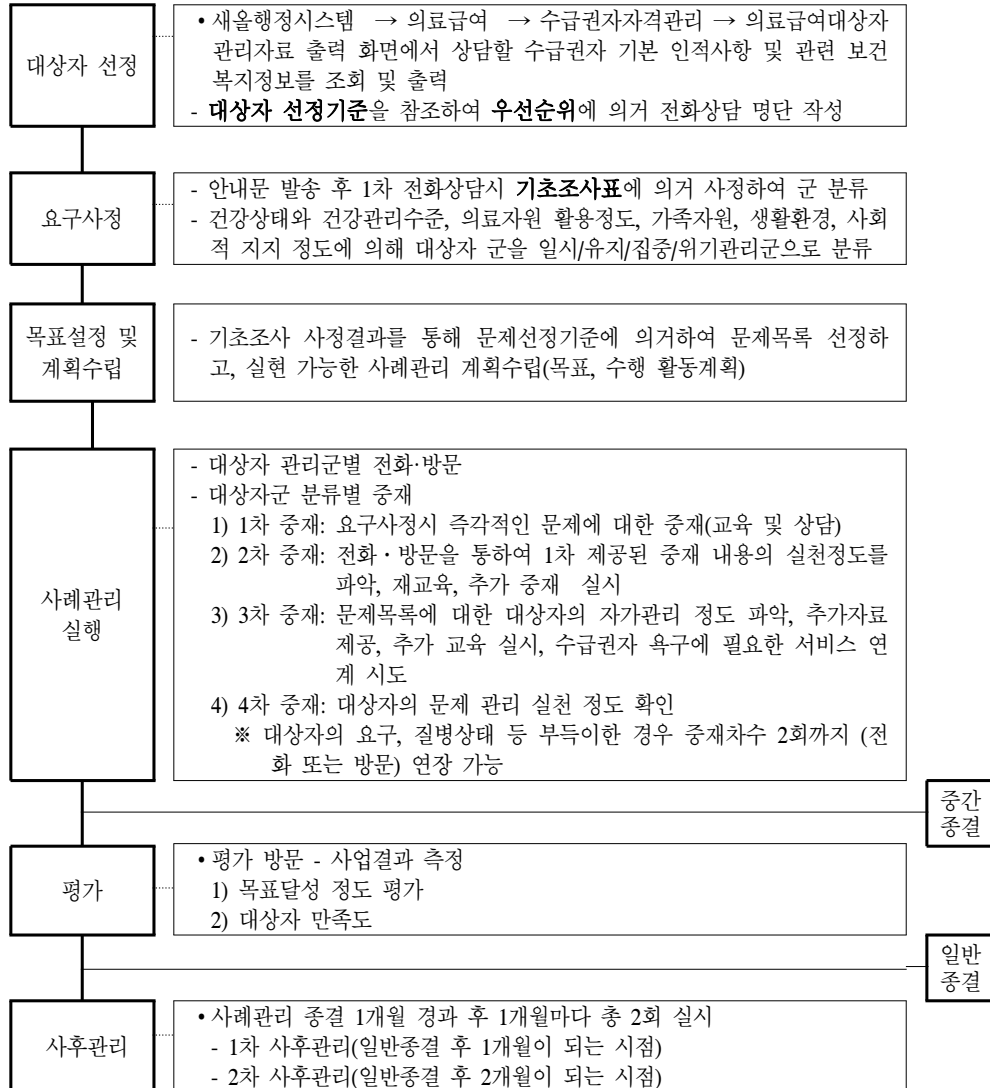 • 새올행정시스템 → 의료급여 → 수급권자자격관리 → 의료급여대상자
관리자료 출력 화면에서 상담할 수급권자 기본 인적사항 및 관련 보건
복지정보를 조회 및 출력
- 대상자 선정기준을 참조하여 우선순위에 의거 전화상담 명단 작성
대상자 선정
- 안내문 발송 후 1차 전화상담시 기초조사표에 의거 사정하여 군 분류
- 건강상태와 건강관리수준, 의료자원 활용정도, 가족자원, 생활환경, 사회
적 지지 정도에 의해 대상자 군을 일시/유지/집중/위기관리군으로 분류
요구사정
목표설정 및
계획수립
- 기초조사 사정결과를 통해 문제선정기준에 의거하여 문제목록 선정하
고, 실현 가능한 사례관리 계획수립(목표, 수행 활동계획)
사례관리
실행
- 대상자 관리군별 전화·방문
- 대상자군 분류별 중재
1) 1차 중재: 요구사정시 즉각적인 문제에 대한 중재(교육 및 상담)
2) 2차 중재: 전화·방문을 통하여 1차 제공된 중재 내용의 실천정도를
파악, 재교육, 추가 중재 실시
3) 3차 중재: 문제목록에 대한 대상자의 자가관리 정도 파악, 추가자료
제공, 추가 교육 실시, 수급권자 욕구에 필요한 서비스 연
계 시도
4) 4차 중재: 대상자의 문제 관리 실천 정도 확인
※ 대상자의 요구, 질병상태 등 부득이한 경우 중재차수 2회까지 (전
화 또는 방문) 연장 가능
중간
종결
평가
• 평가 방문 - 사업결과 측정
1) 목표달성 정도 평가
2) 대상자 만족도
일반
종결
사후관리
• 사례관리 종결 1개월 경과 후 1개월마다 총 2회 실시
- 1차 사후관리(일반종결 후 1개월이 되는 시점)
- 2차 사후관리(일반종결 후 2개월이 되는 시점)